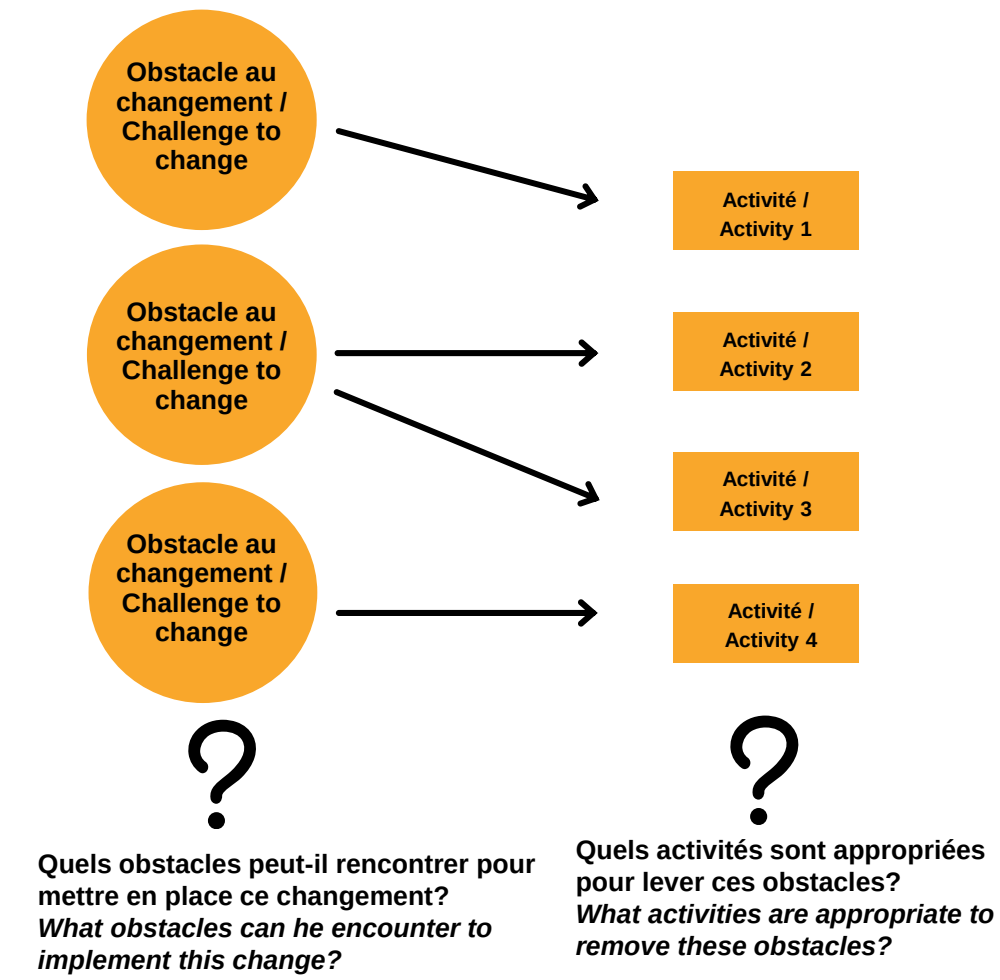 Obstacle au
changement /
Challenge to
change
Activité /
Activity 1
Obstacle au
changement /
Challenge to
change
Activité /
Activity 2
Activité /
Activity 3
Obstacle au
changement /
Challenge to
change
Activité /
Activity 4
?
?
Quels obstacles peut-il rencontrer pour
mettre en place ce changement?
What obstacles can he encounter to
implement this change?
Quels activités sont appropriées
pour lever ces obstacles?
What activities are appropriate to
remove these obstacles?